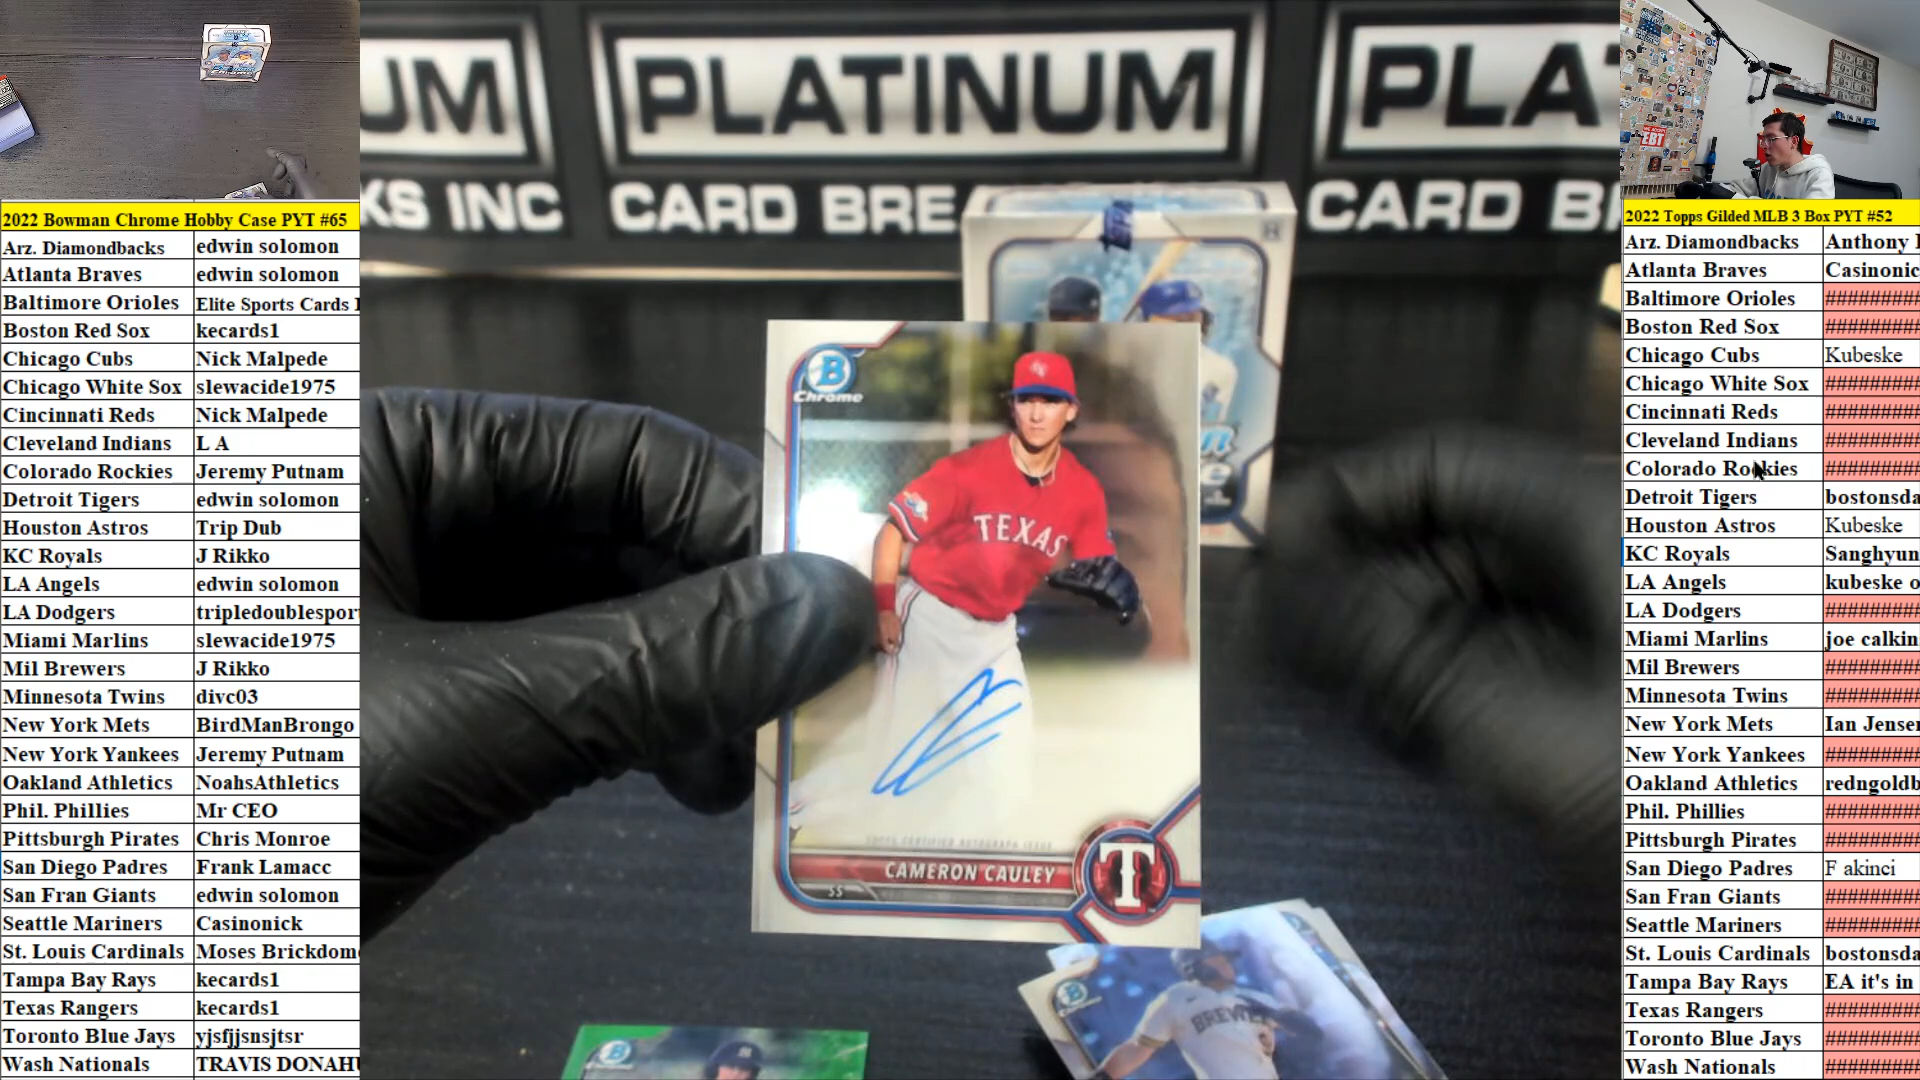 2022 Bowman Chrome Hobby Case PYT #65
Arz. Diamondbacks edwin solomon
Atlanta Braves edwin solomon
Baltimore Orioles Elite Sports Cards
Boston Red Sox kecards1
Chicago Cubs Nick Malpede
Chicago White Sox slewacide1975
Cincinnati Reds Nick Malpede
Cleveland Indians L A
Colorado Rockies Jeremy Putnam
Detroit Tigers edwin solomon
Houston Astros Trip Dub
KC Royals J Rikko
LA Angels edwin solomon
LA Dodgers tripledoublesport
Miami Marlins slewacide1975
Mil Brewers J Rikko
Minnesota Twins divc03
New York Mets BirdManBrongo
New York Yankees Jeremy Putnam
Oakland Athletics NoahsAthletics
Phil. Phillies Mr CEO
Pittsburgh Pirates Chris Monroe
San Diego Padres Frank Lamacc
San Fran Giants edwin solomon
Seattle Mariners Casinonick
St. Louis Cardinals Moses Brickdom
Tampa Bay Rays kecards1
Texas Rangers kecards1
Toronto Blue Jays yjsfjjsnsjtsr
Wash Nationals TRAVIS DONAH
UM PLATINUM PLA
KS INC CARD BRE CARD B
B
Chrome
TEXAS
TOPPS CERTIFIED AUTOGRAPH ISSUE
CAMERON CAULEY
SS
T
BREWE
EBT
2022 Topps Gilded MLB 3 Box PYT #52
Arz. Diamondbacks Anthony
Atlanta Braves Casinonic
Baltimore Orioles #########
Boston Red Sox #########
Chicago Cubs Kubeske
Chicago White Sox #########
Cincinnati Reds #########
Cleveland Indians #########
Colorado Rockies #########
Detroit Tigers bostonsda
Houston Astros Kubeske
KC Royals Sanghyun
LA Angels kubeske o
LA Dodgers #########
Miami Marlins joe calkin
Mil Brewers #########
Minnesota Twins #########
New York Mets Ian Jensen
New York Yankees #########
Oakland Athletics redngoldb
Phil. Phillies #########
Pittsburgh Pirates #########
San Diego Padres F akinci
San Fran Giants #########
Seattle Mariners #########
St. Louis Cardinals bostonsda
Tampa Bay Rays EA it's in
Texas Rangers #########
Toronto Blue Jays #########
Wash Nationals #########